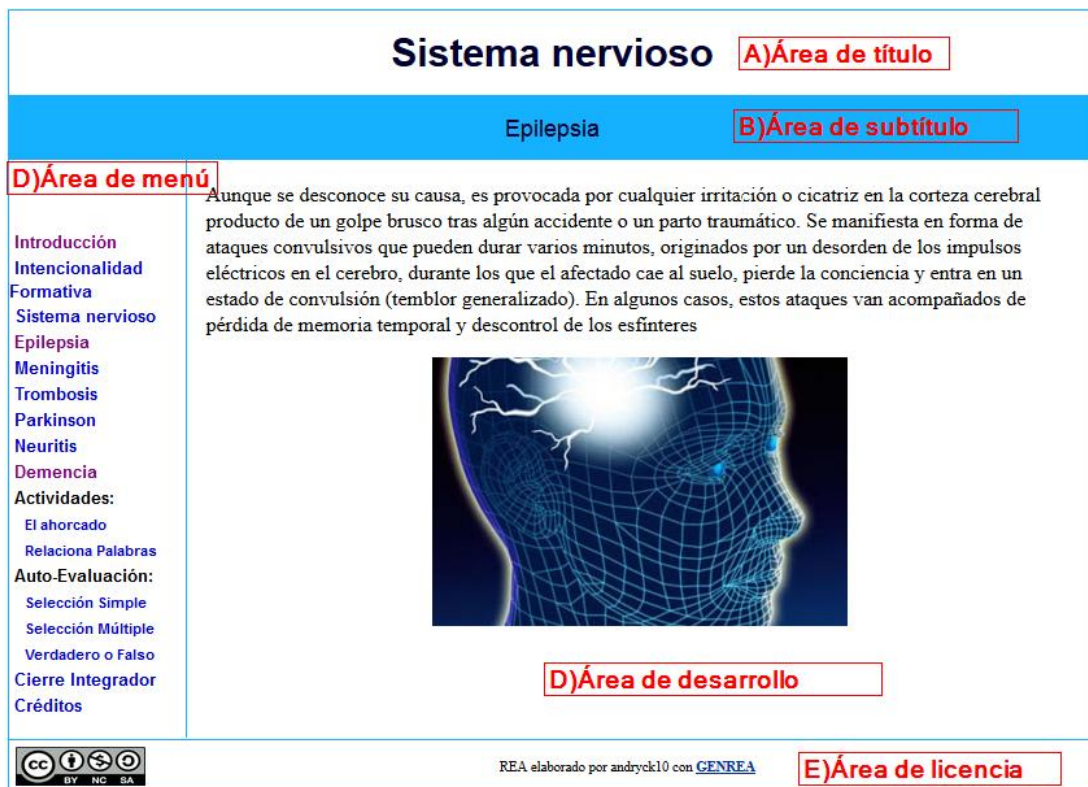 Sistema nervioso
A)Área de título
Epilepsia
B)Área de subtítulo
D)Área de menú
Introducción
Intencionalidad
Formativa
Sistema nervioso
Epilepsia
Meningitis
Trombosis
Parkinson
Neuritis
Demencia
Actividades:
El ahorcado
Relaciona Palabras
Auto-Evaluación:
Selección Simple
Selección Múltiple
Verdadero o Falso
Cierre Integrador
Créditos
Aunque se desconoce su causa, es provocada por cualquier irritación o cicatriz en la corteza cerebral
producto de un golpe brusco tras algún accidente o un parto traumático. Se manifiesta en forma de
ataques convulsivos que pueden durar varios minutos, originados por un desorden de los impulsos
eléctricos en el cerebro, durante los que el afectado cae al suelo, pierde la conciencia y entra en un
estado de convulsión (temblor generalizado). En algunos casos, estos ataques van acompañados de
pérdida de memoria temporal y descontrol de los esfínteres
D)Área de desarrollo
cc
BY NC SA
REA elaborado por andryck10 con GENREA
E)Área de licencia